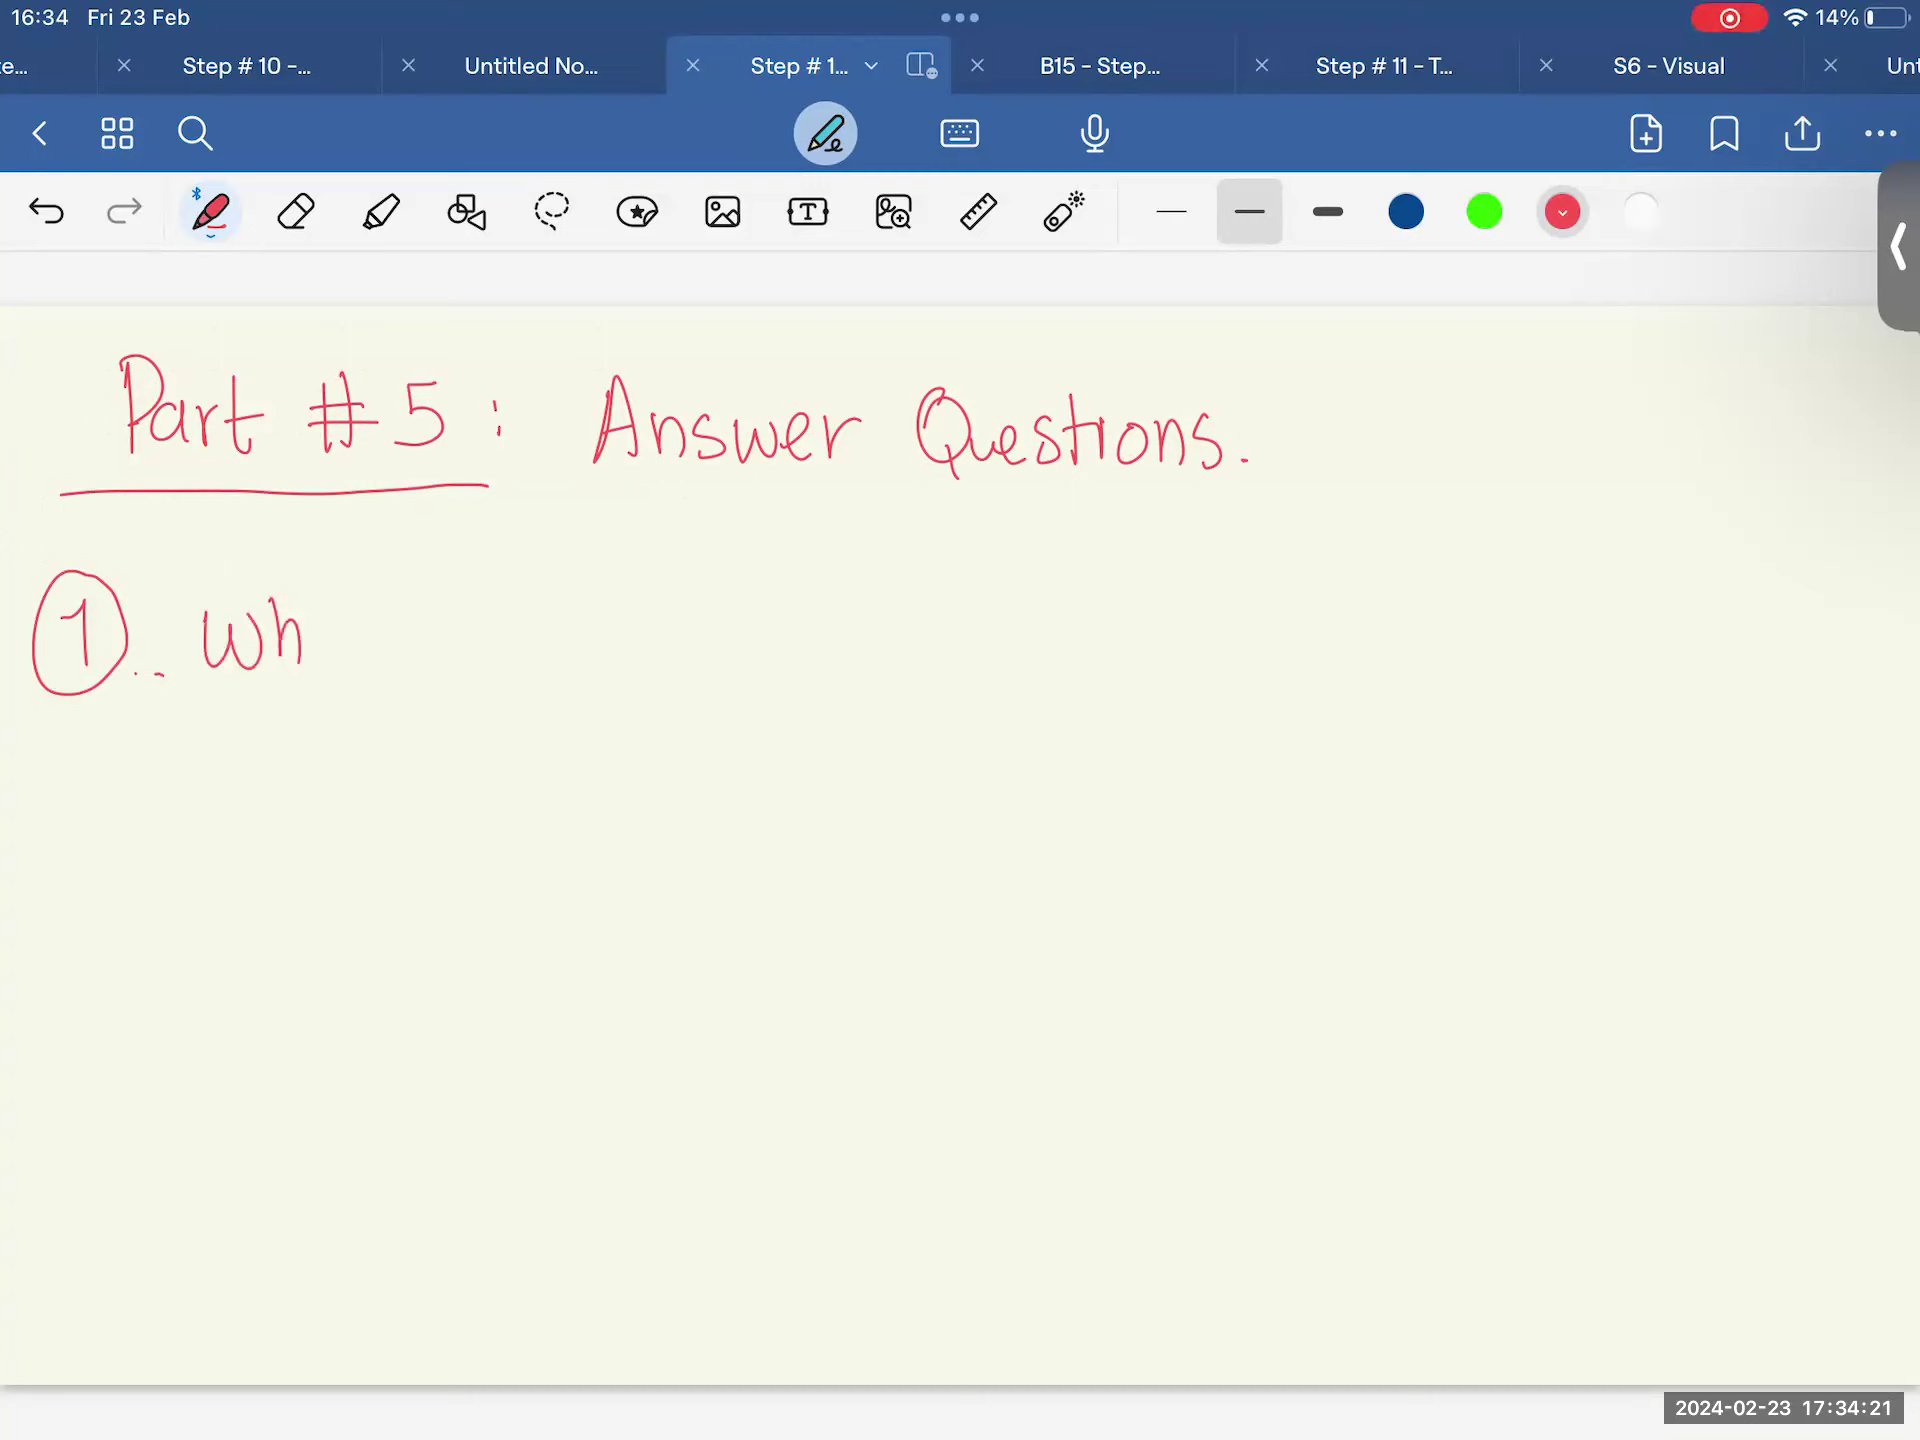 16:34 Fri 23 Feb 14%
e... Step # 10 -... Untitled No... Step # 1... B15 - Step... Step # 11 - T... S6 - Visual Unt
Part # 5 : Answer Questions.
1.. Wh
2024-02-23 17:34:21